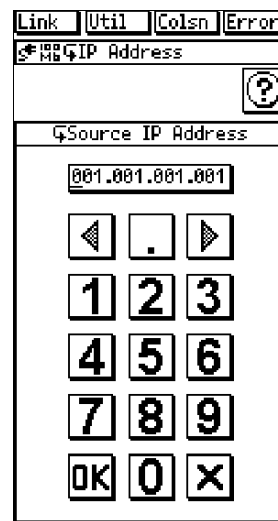 Link Util Colsn Error
IP Address
?
Source IP Address
001.001.001.001
.
1 2 3
4 5 6
7 8 9
OK 0 X